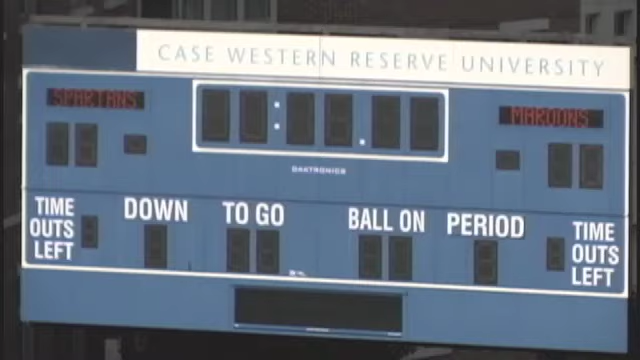 CASE WESTERN RESERVE UNIVERSITY
SPARTANS
MAROONS
DAKTRONICS
TIME OUTS LEFT
DOWN
TO GO
BALL ON
PERIOD
TIME OUTS LEFT